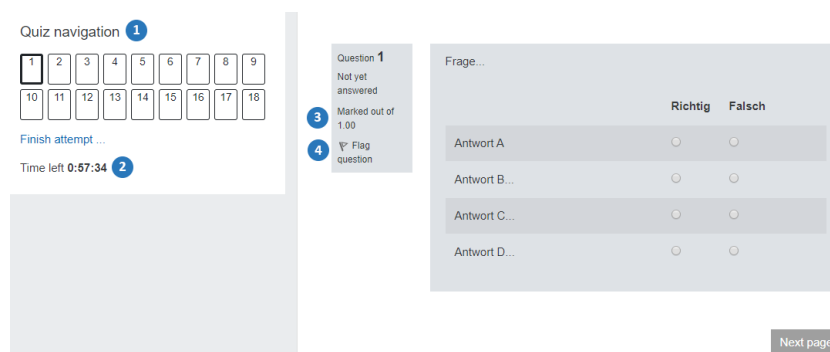 Quiz navigation 1
1 2 3 4 5 6 7 8 9
10 11 12 13 14 15 16 17 18
Finish attempt ...
Time left 0:57:34 2
Question 1
Not yet
answered
3 Marked out of
1.00
4 Flag
question
Frage...
Richtig Falsch
Antwort A
Antwort B...
Antwort C...
Antwort D...
Next page